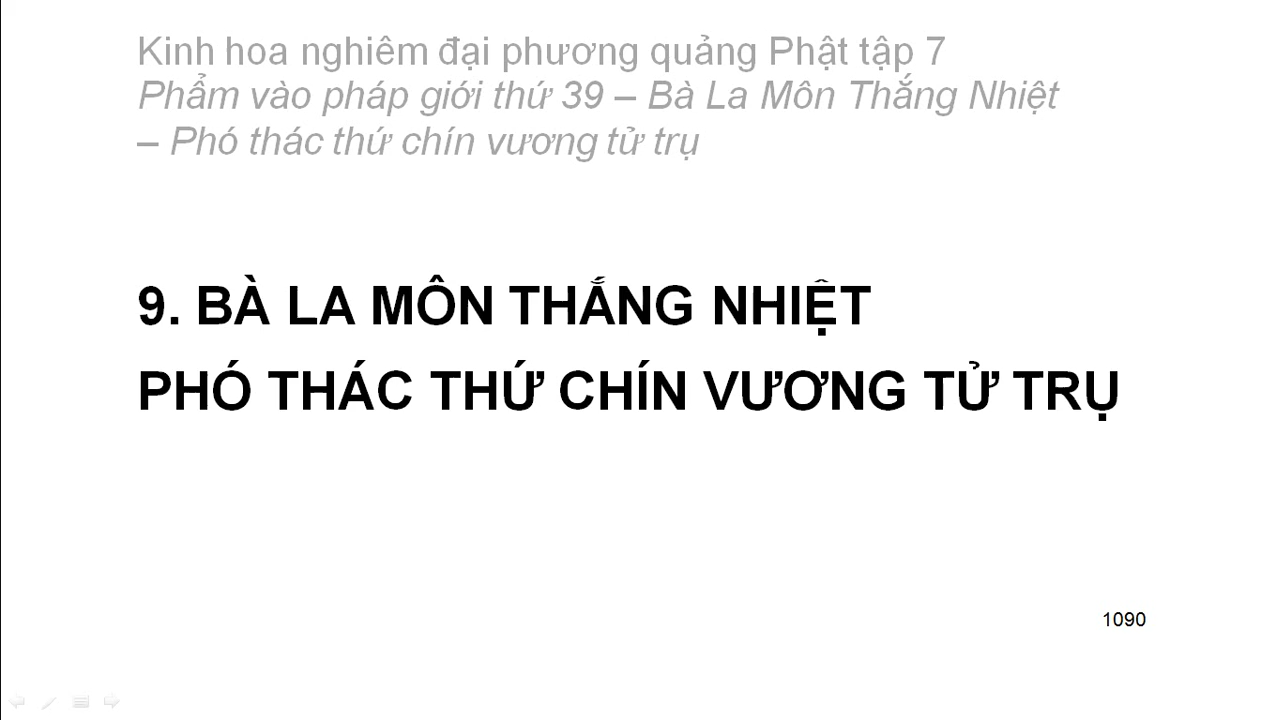 Kinh hoa nghiêm đại phương quảng Phật tập 7
Phẩm vào pháp giới thứ 39 – Bà La Môn Thắng Nhiệt
– Phó thác thứ chín vương tử trụ
9. BÀ LA MÔN THẮNG NHIỆT
PHÓ THÁC THỨ CHÍN VƯƠNG TỬ TRỤ
1090